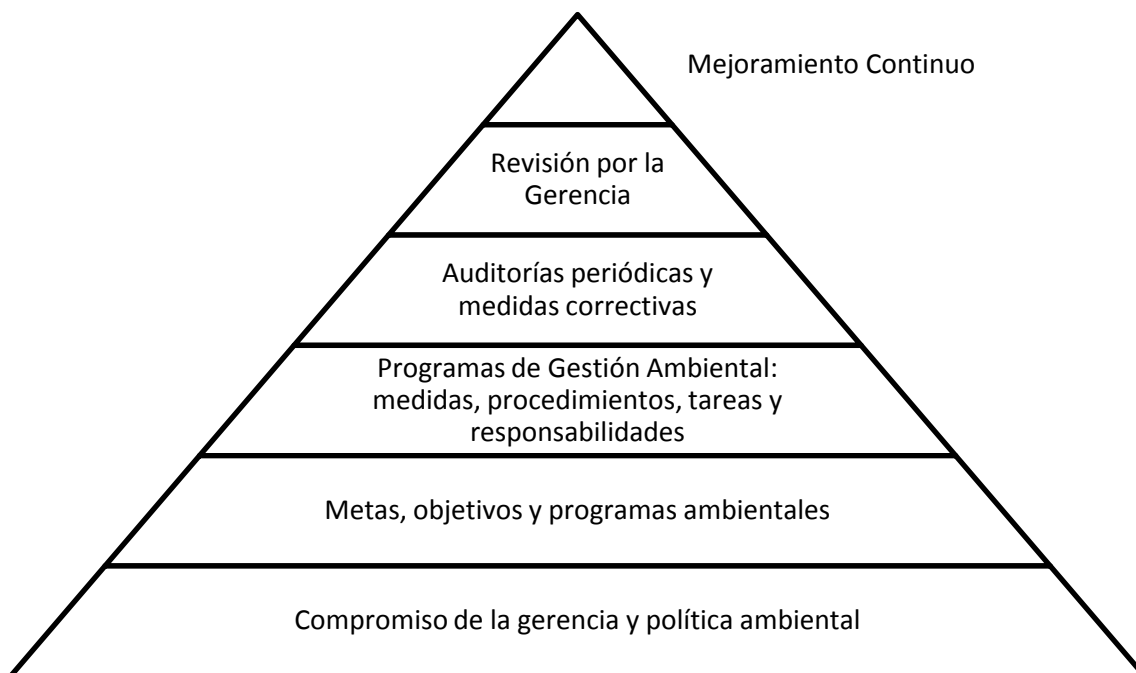 Mejoramiento Continuo
Revisión por la
Gerencia
Auditorías periódicas y
medidas correctivas
Programas de Gestión Ambiental:
medidas, procedimientos, tareas y
responsabilidades
Metas, objetivos y programas ambientales
Compromiso de la gerencia y política ambiental